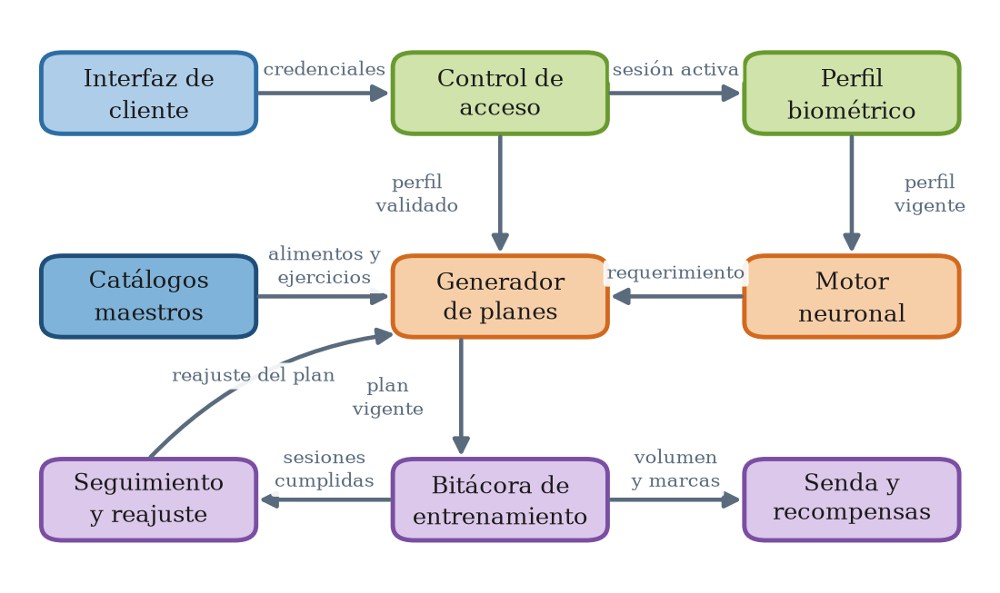 Interfaz de
cliente
credenciales
Control de
acceso
sesión activa
Perfil
biométrico
perfil
validado
perfil
vigente
Catálogos
maestros
alimentos y
ejercicios
Generador
de planes
requerimiento
Motor
neuronal
reajuste del plan
plan
vigente
Seguimiento
y reajuste
sesiones
cumplidas
Bitácora de
entrenamiento
volumen
y marcas
Senda y
recompensas